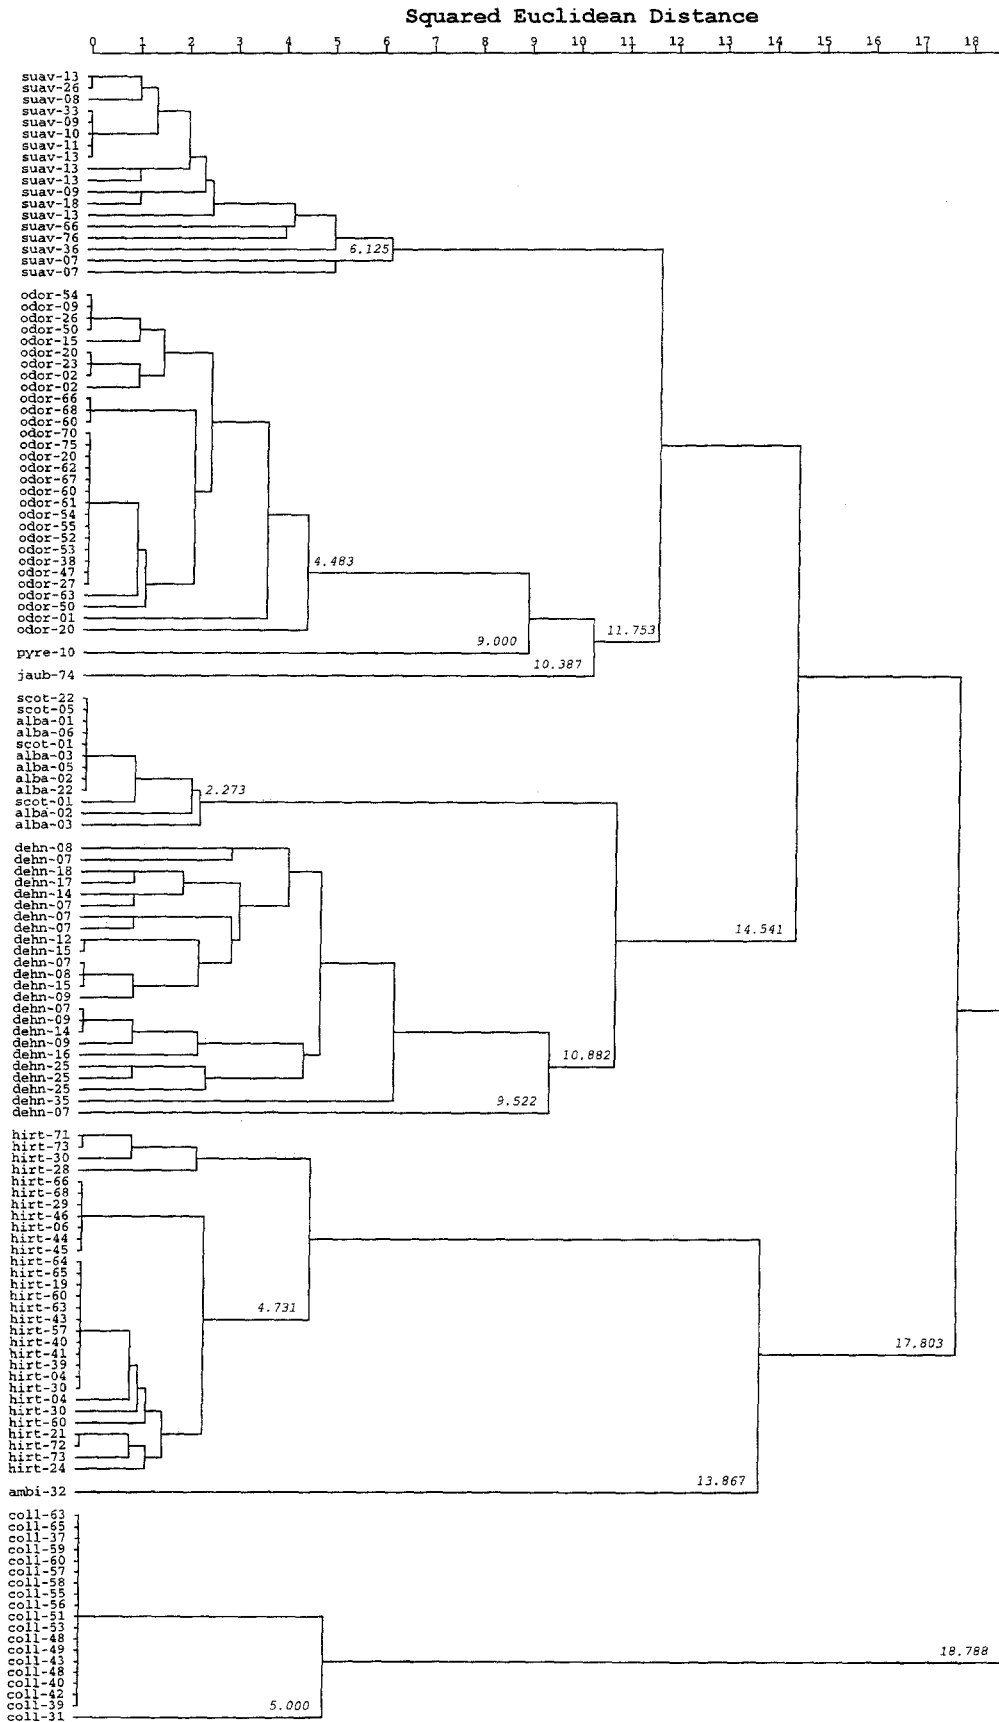 Squared Euclidean Distance
0 1 2 3 4 5 6 7 8 9 10 11 12 13 14 15 16 17 18
suav-13
suav-26
suav-08
suav-33
suav-09
suav-10
suav-11
suav-13
suav-13
suav-13
suav-09
suav-18
suav-13
suav-66
suav-76
suav-36 6.125
suav-07
suav-07
odor-54
odor-09
odor-26
odor-50
odor-15
odor-20
odor-23
odor-02
odor-02
odor-66
odor-68
odor-60
odor-70
odor-75
odor-20
odor-62
odor-67
odor-60
odor-61
odor-54
odor-55
odor-52
odor-53
odor-38 4.483
odor-47
odor-27
odor-63
odor-50
odor-01
odor-20 11.753
9.000
pyre-10
10.387
jaub-74
scot-22
scot-05
alba-01
alba-06
scot-01
alba-03
alba-05
alba-02
alba-22 2.273
scot-01
alba-02
alba-03
dehn-08
dehn-07
dehn-18
dehn-17
dehn-14
dehn-07
dehn-07
dehn-07 14.541
dehn-12
dehn-15
dehn-07
dehn-08
dehn-15
dehn-09
dehn-07
dehn-09
dehn-14
dehn-09
dehn-16 10.882
dehn-25
dehn-25
dehn-25
dehn-35 9.522
dehn-07
hirt-71
hirt-73
hirt-30
hirt-28
hirt-66
hirt-68
hirt-29
hirt-46
hirt-06
hirt-44
hirt-45
hirt-64
hirt-65
hirt-19
hirt-60
hirt-63 4.731
hirt-43
hirt-57
hirt-40 17.803
hirt-41
hirt-39
hirt-04
hirt-30
hirt-04
hirt-30
hirt-60
hirt-21
hirt-72
hirt-73
hirt-24
13.867
ambi-32
coll-63
coll-65
coll-37
coll-59
coll-60
coll-57
coll-58
coll-55
coll-56
coll-51
coll-53
coll-48
coll-49 18.788
coll-43
coll-48
coll-40
coll-42
coll-39 5.000
coll-31